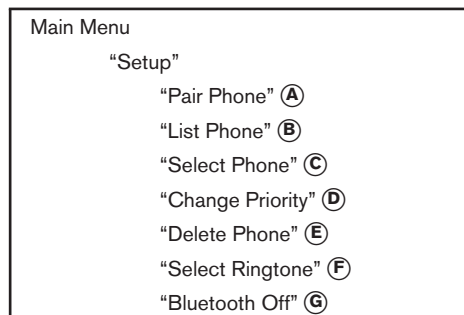 Main Menu
“Setup”
“Pair Phone” Ⓐ
“List Phone” Ⓑ
“Select Phone” Ⓒ
“Change Priority” Ⓓ
“Delete Phone” Ⓔ
“Select Ringtone” Ⓕ
“Bluetooth Off” Ⓖ